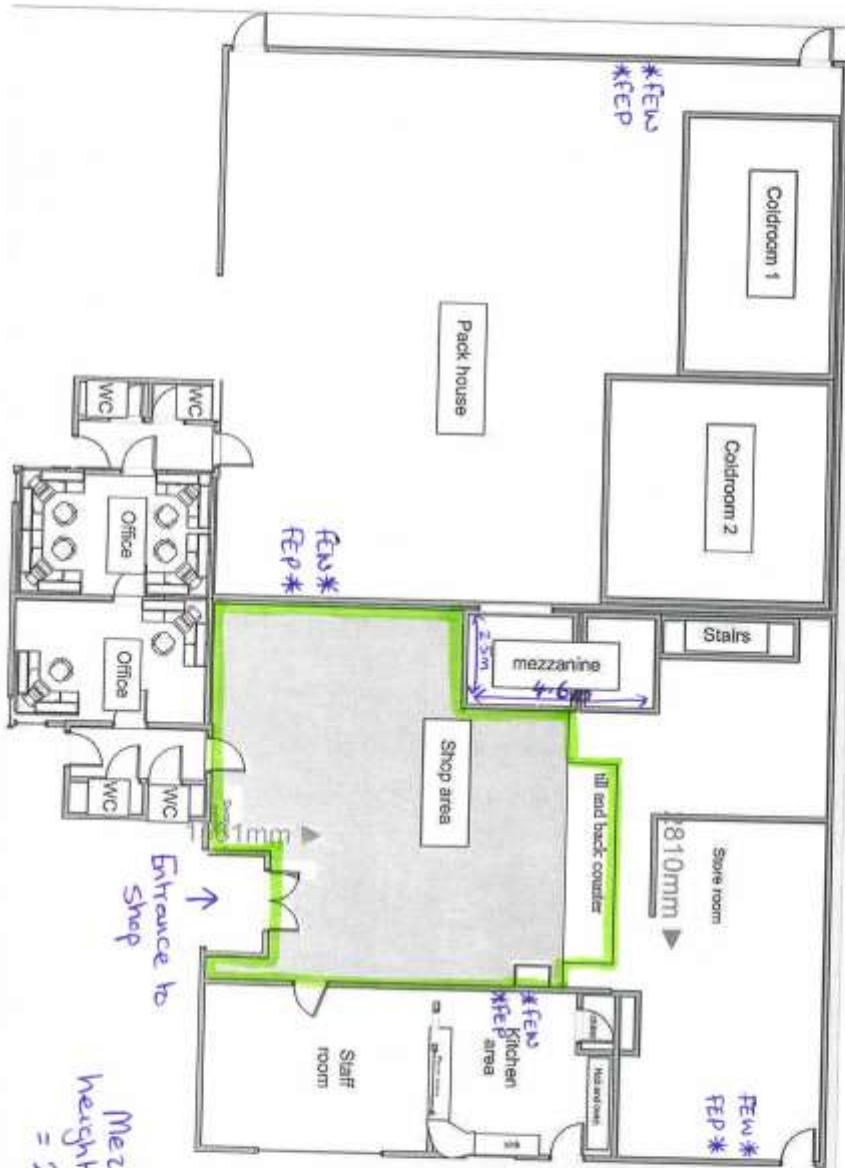 *FEW
*FEP
Coldroom 1
Pack house
Coldroom 2
WC
WC
Office
FEW*
FEP*
Office
WC
WC
Stairs
mezzanine
2.5m
4.6m
Shop area
till and back counter
2810mm
Store room
Entrance to
shop
*FEW
*FEP
Kitchen
area
Staff
room
FEW*
FEP*
height
=